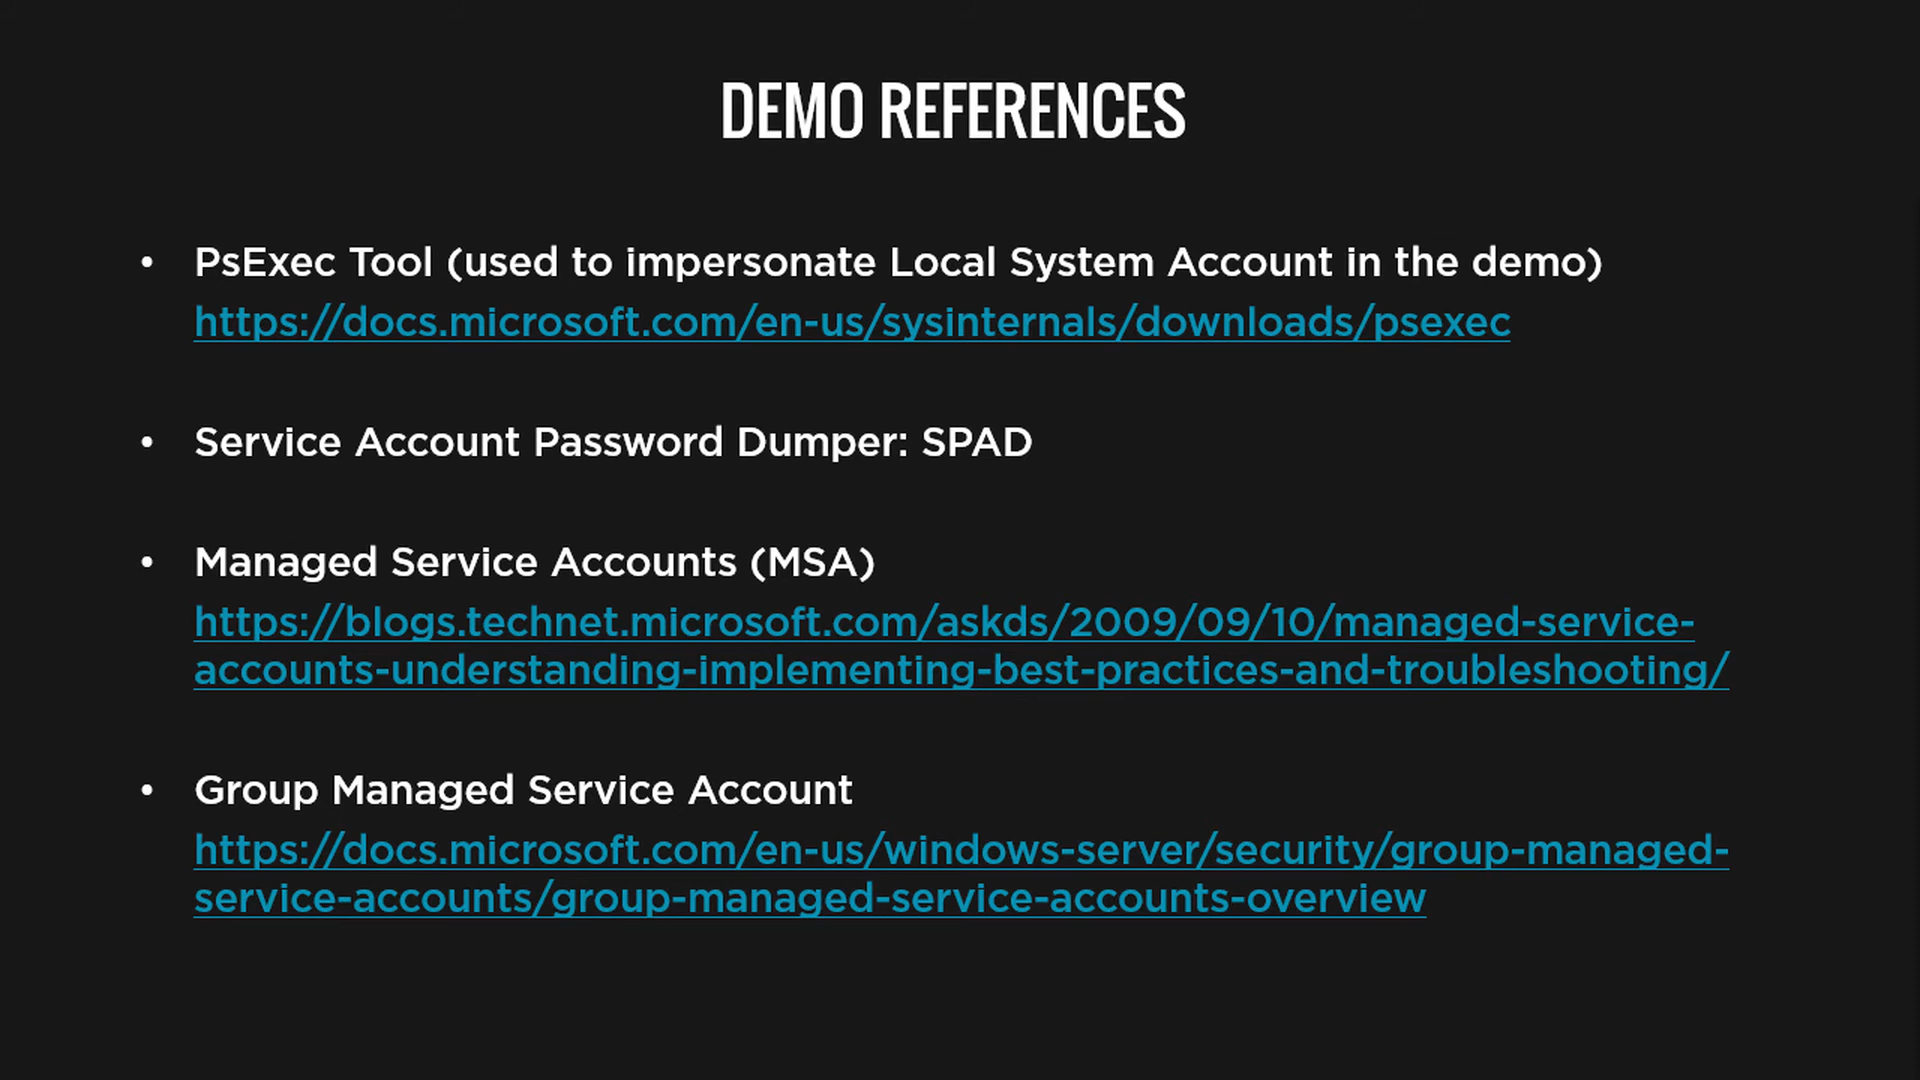 DEMO REFERENCES
• PsExec Tool (used to impersonate Local System Account in the demo)
https://docs.microsoft.com/en-us/sysinternals/downloads/psexec
• Service Account Password Dumper: SPAD
• Managed Service Accounts (MSA)
https://blogs.technet.microsoft.com/askds/2009/09/10/managed-service-
accounts-understanding-implementing-best-practices-and-troubleshooting/
• Group Managed Service Account
https://docs.microsoft.com/en-us/windows-server/security/group-managed-
service-accounts/group-managed-service-accounts-overview